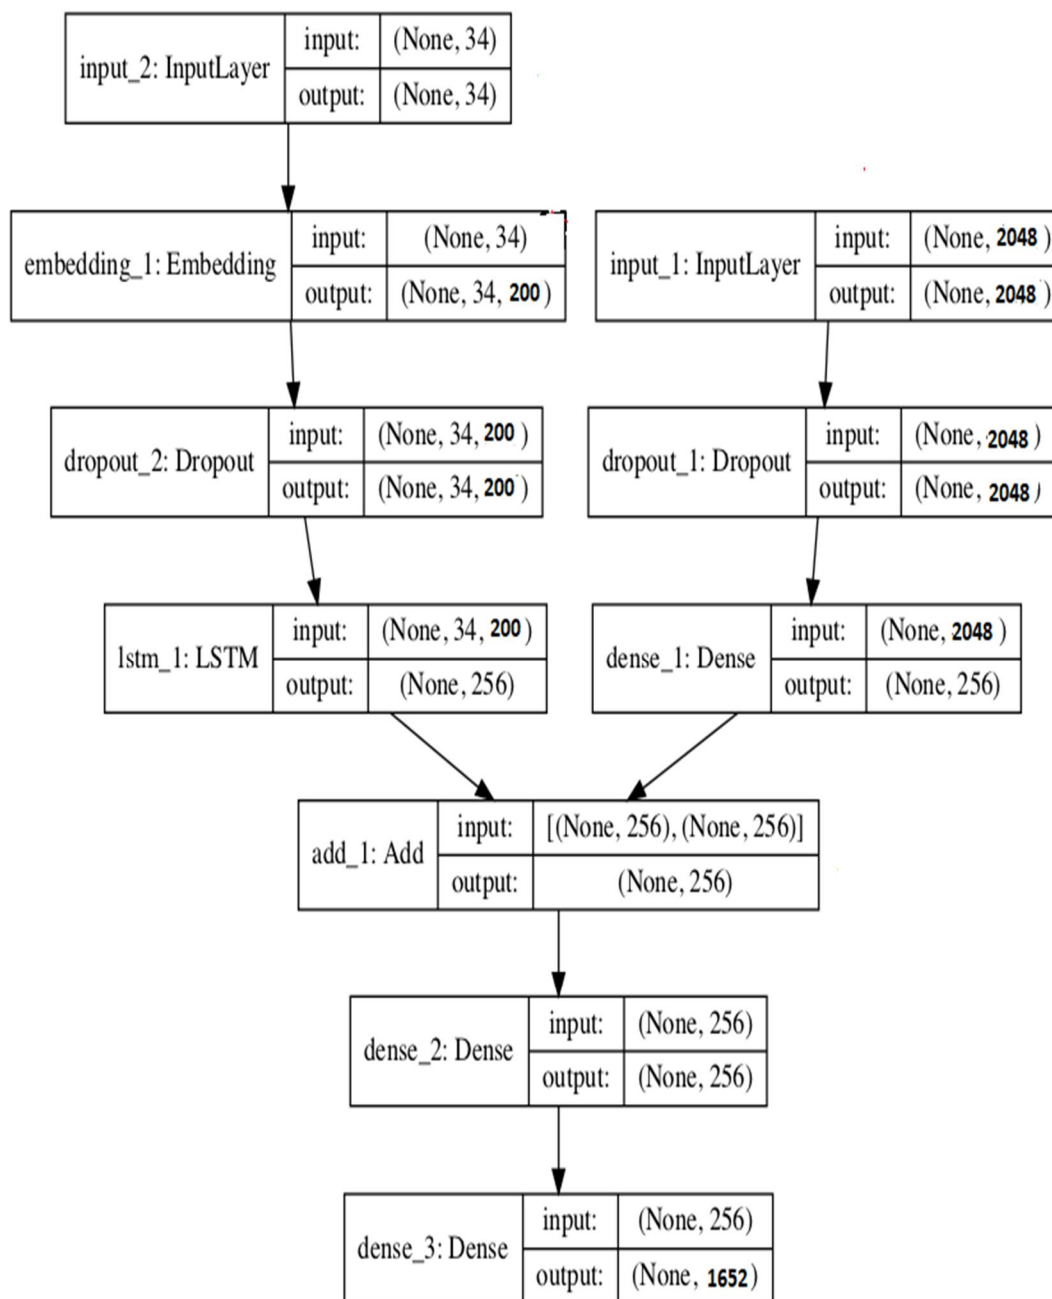 input_2: InputLayer
input: (None, 34)
output: (None, 34)
embedding_1: Embedding
input: (None, 34)
output: (None, 34, 200 )
input_1: InputLayer
input: (None, 2048 )
output: (None, 2048 )
dropout_2: Dropout
input: (None, 34, 200 )
output: (None, 34, 200 )
dropout_1: Dropout
input: (None, 2048 )
output: (None, 2048 )
lstm_1: LSTM
input: (None, 34, 200 )
output: (None, 256)
dense_1: Dense
input: (None, 2048 )
output: (None, 256)
add_1: Add
input: [(None, 256), (None, 256)]
output: (None, 256)
dense_2: Dense
input: (None, 256)
output: (None, 256)
dense_3: Dense
input: (None, 256)
output: (None, 1652 )